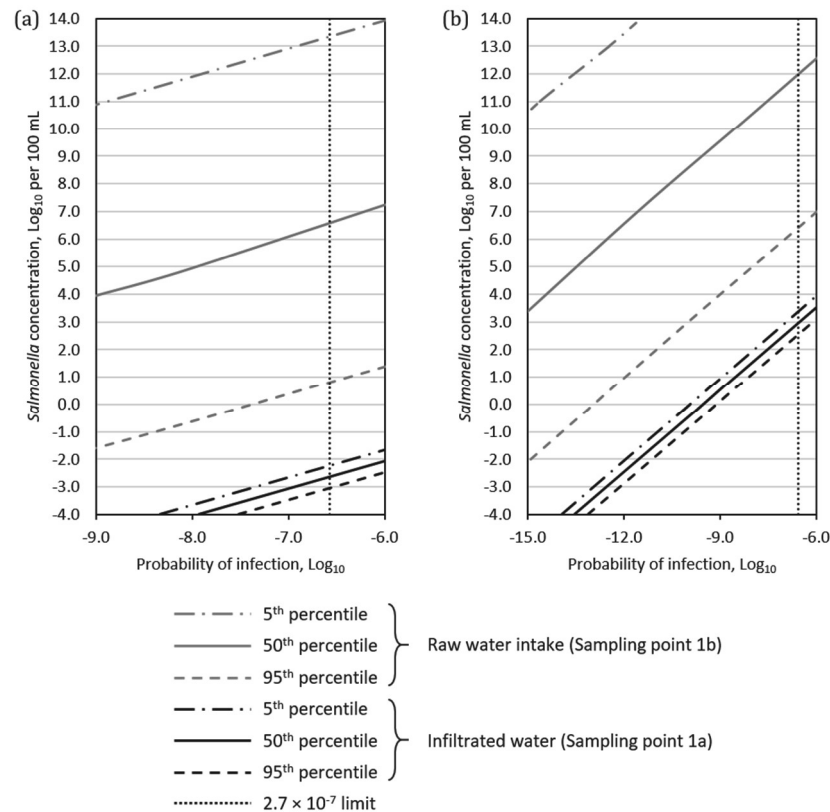 (a)
Salmonella concentration, Log10 per 100 mL
14.0
13.0
12.0
11.0
10.0
9.0
8.0
7.0
6.0
5.0
4.0
3.0
2.0
1.0
0.0
-1.0
-2.0
-3.0
-4.0
-9.0 -8.0 -7.0 -6.0
Probability of infection, Log10
(b)
Salmonella concentration, Log10 per 100 mL
14.0
13.0
12.0
11.0
10.0
9.0
8.0
7.0
6.0
5.0
4.0
3.0
2.0
1.0
0.0
-1.0
-2.0
-3.0
-4.0
-15.0 -12.0 -9.0 -6.0
Probability of infection, Log10
5th percentile
50th percentile
95th percentile
Raw water intake (Sampling point 1b)
5th percentile
50th percentile
95th percentile
Infiltrated water (Sampling point 1a)
2.7 × 10-7 limit